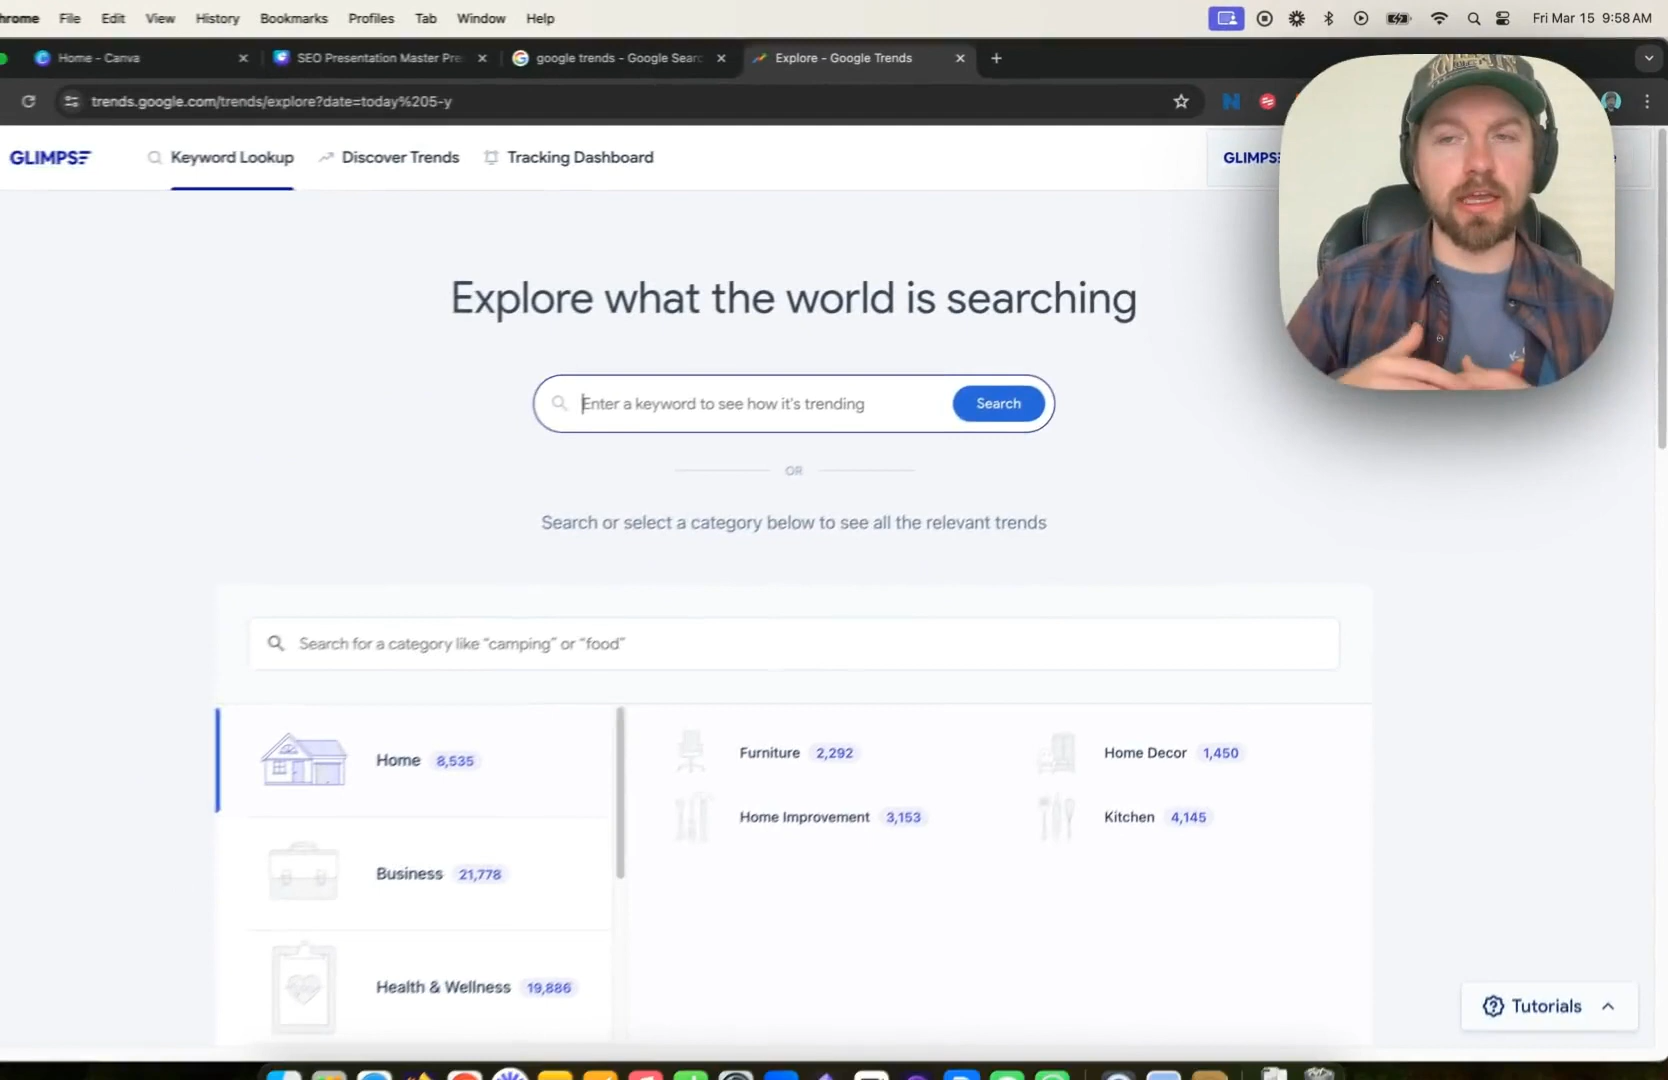 hrome File Edit View History Bookmarks Profiles Tab Window Help Fri Mar 15 9:58 AM
Home - Canva SEO Presentation Master Pre google trends - Google Searc Explore - Google Trends
trends.google.com/trends/explore?date=today%205-y
GLIMPSE Keyword Lookup Discover Trends Tracking Dashboard GLIMPSE
Explore what the world is searching
Enter a keyword to see how it's trending Search
OR
Search or select a category below to see all the relevant trends
Search for a category like "camping" or "food"
Home 8,535
Furniture 2,292 Home Decor 1,450
Home Improvement 3,153 Kitchen 4,145
Business 21,778
Health & Wellness 19,886
Tutorials